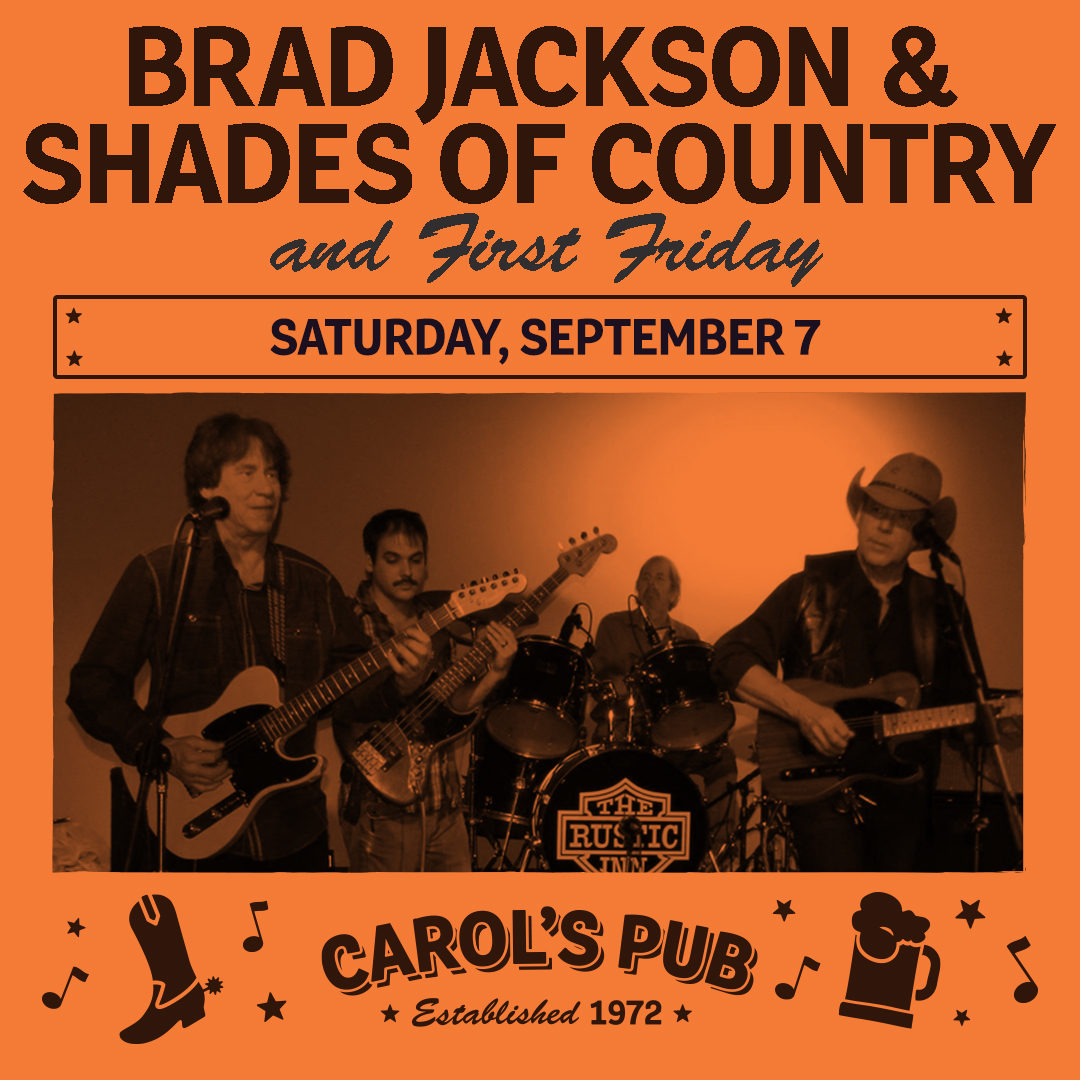 BRAD JACKSON &
SHADES OF COUNTRY
and First Friday
SATURDAY, SEPTEMBER 7
THE
RUSTIC
INN
CAROL'S PUB
Established 1972